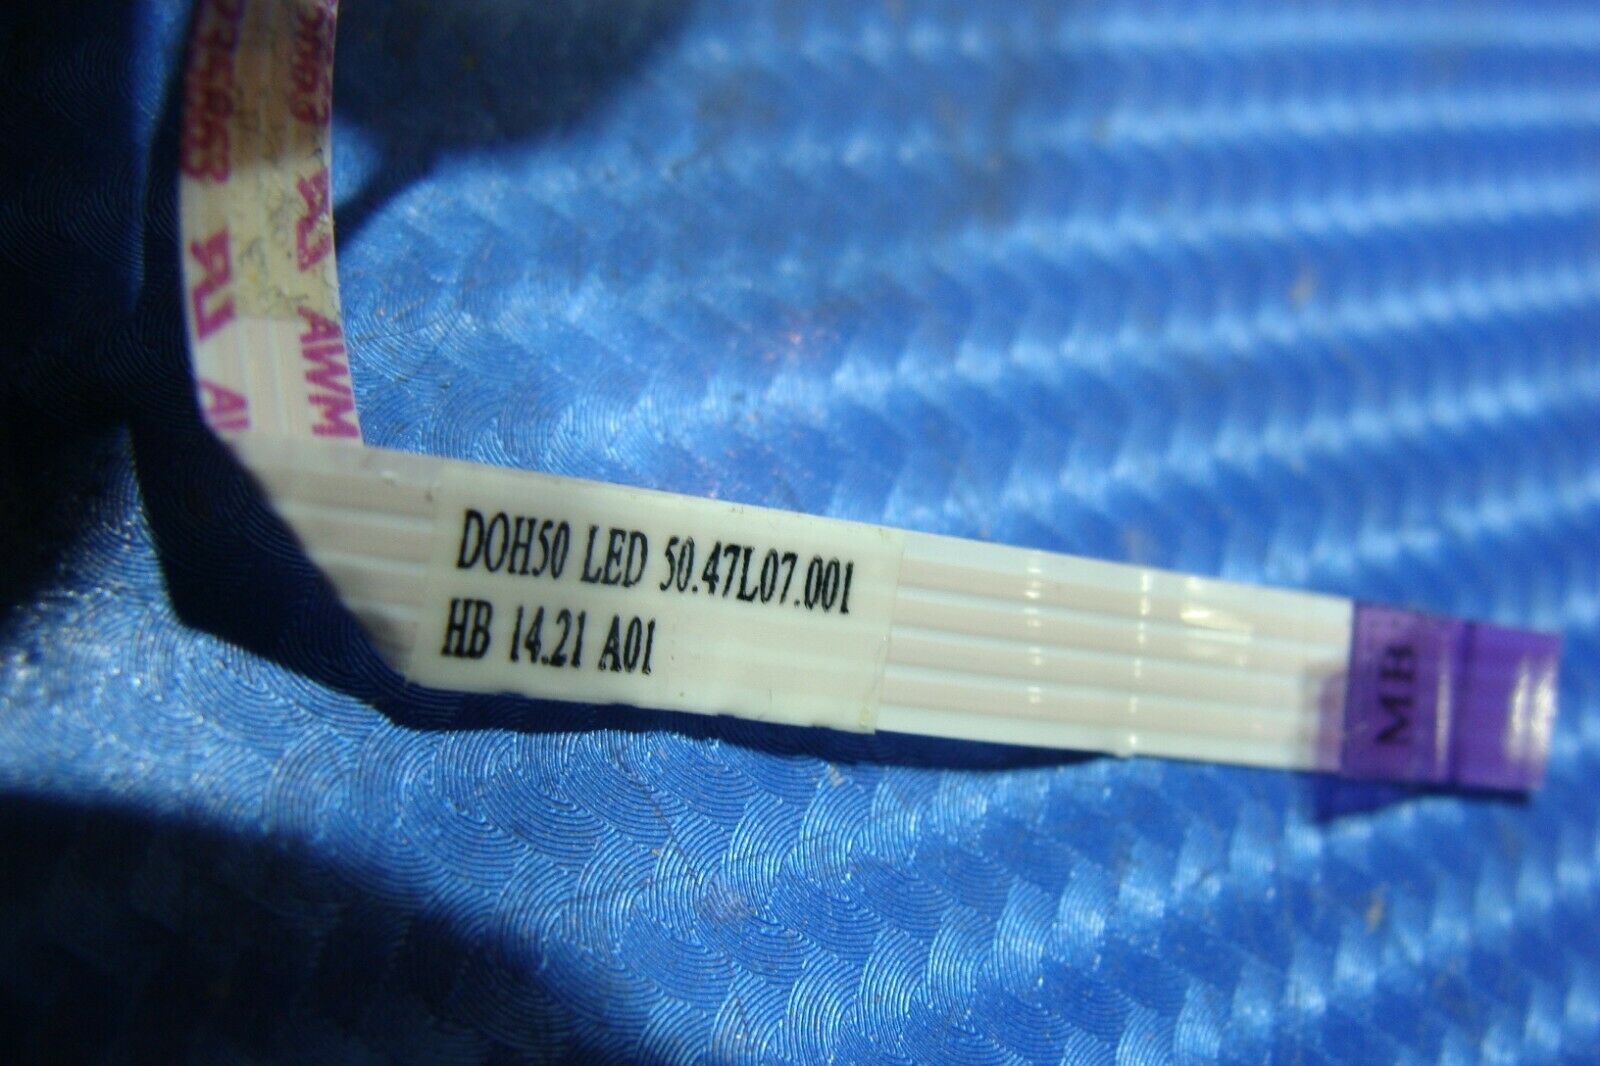 DOH50 LED 50.47L07.001
HB 14.21 A01
MB
AWM